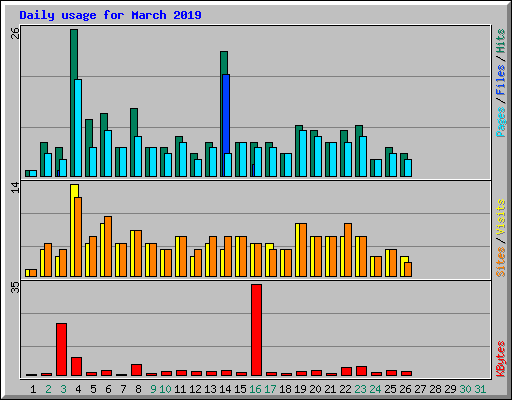 Daily usage for March 2019
26
14
35
Pages/Files/Hits
Sites/Visits
KBytes
1 2 3 4 5 6 7 8 9 10 11 12 13 14 15 16 17 18 19 20 21 22 23 24 25 26 27 28 29 30 31